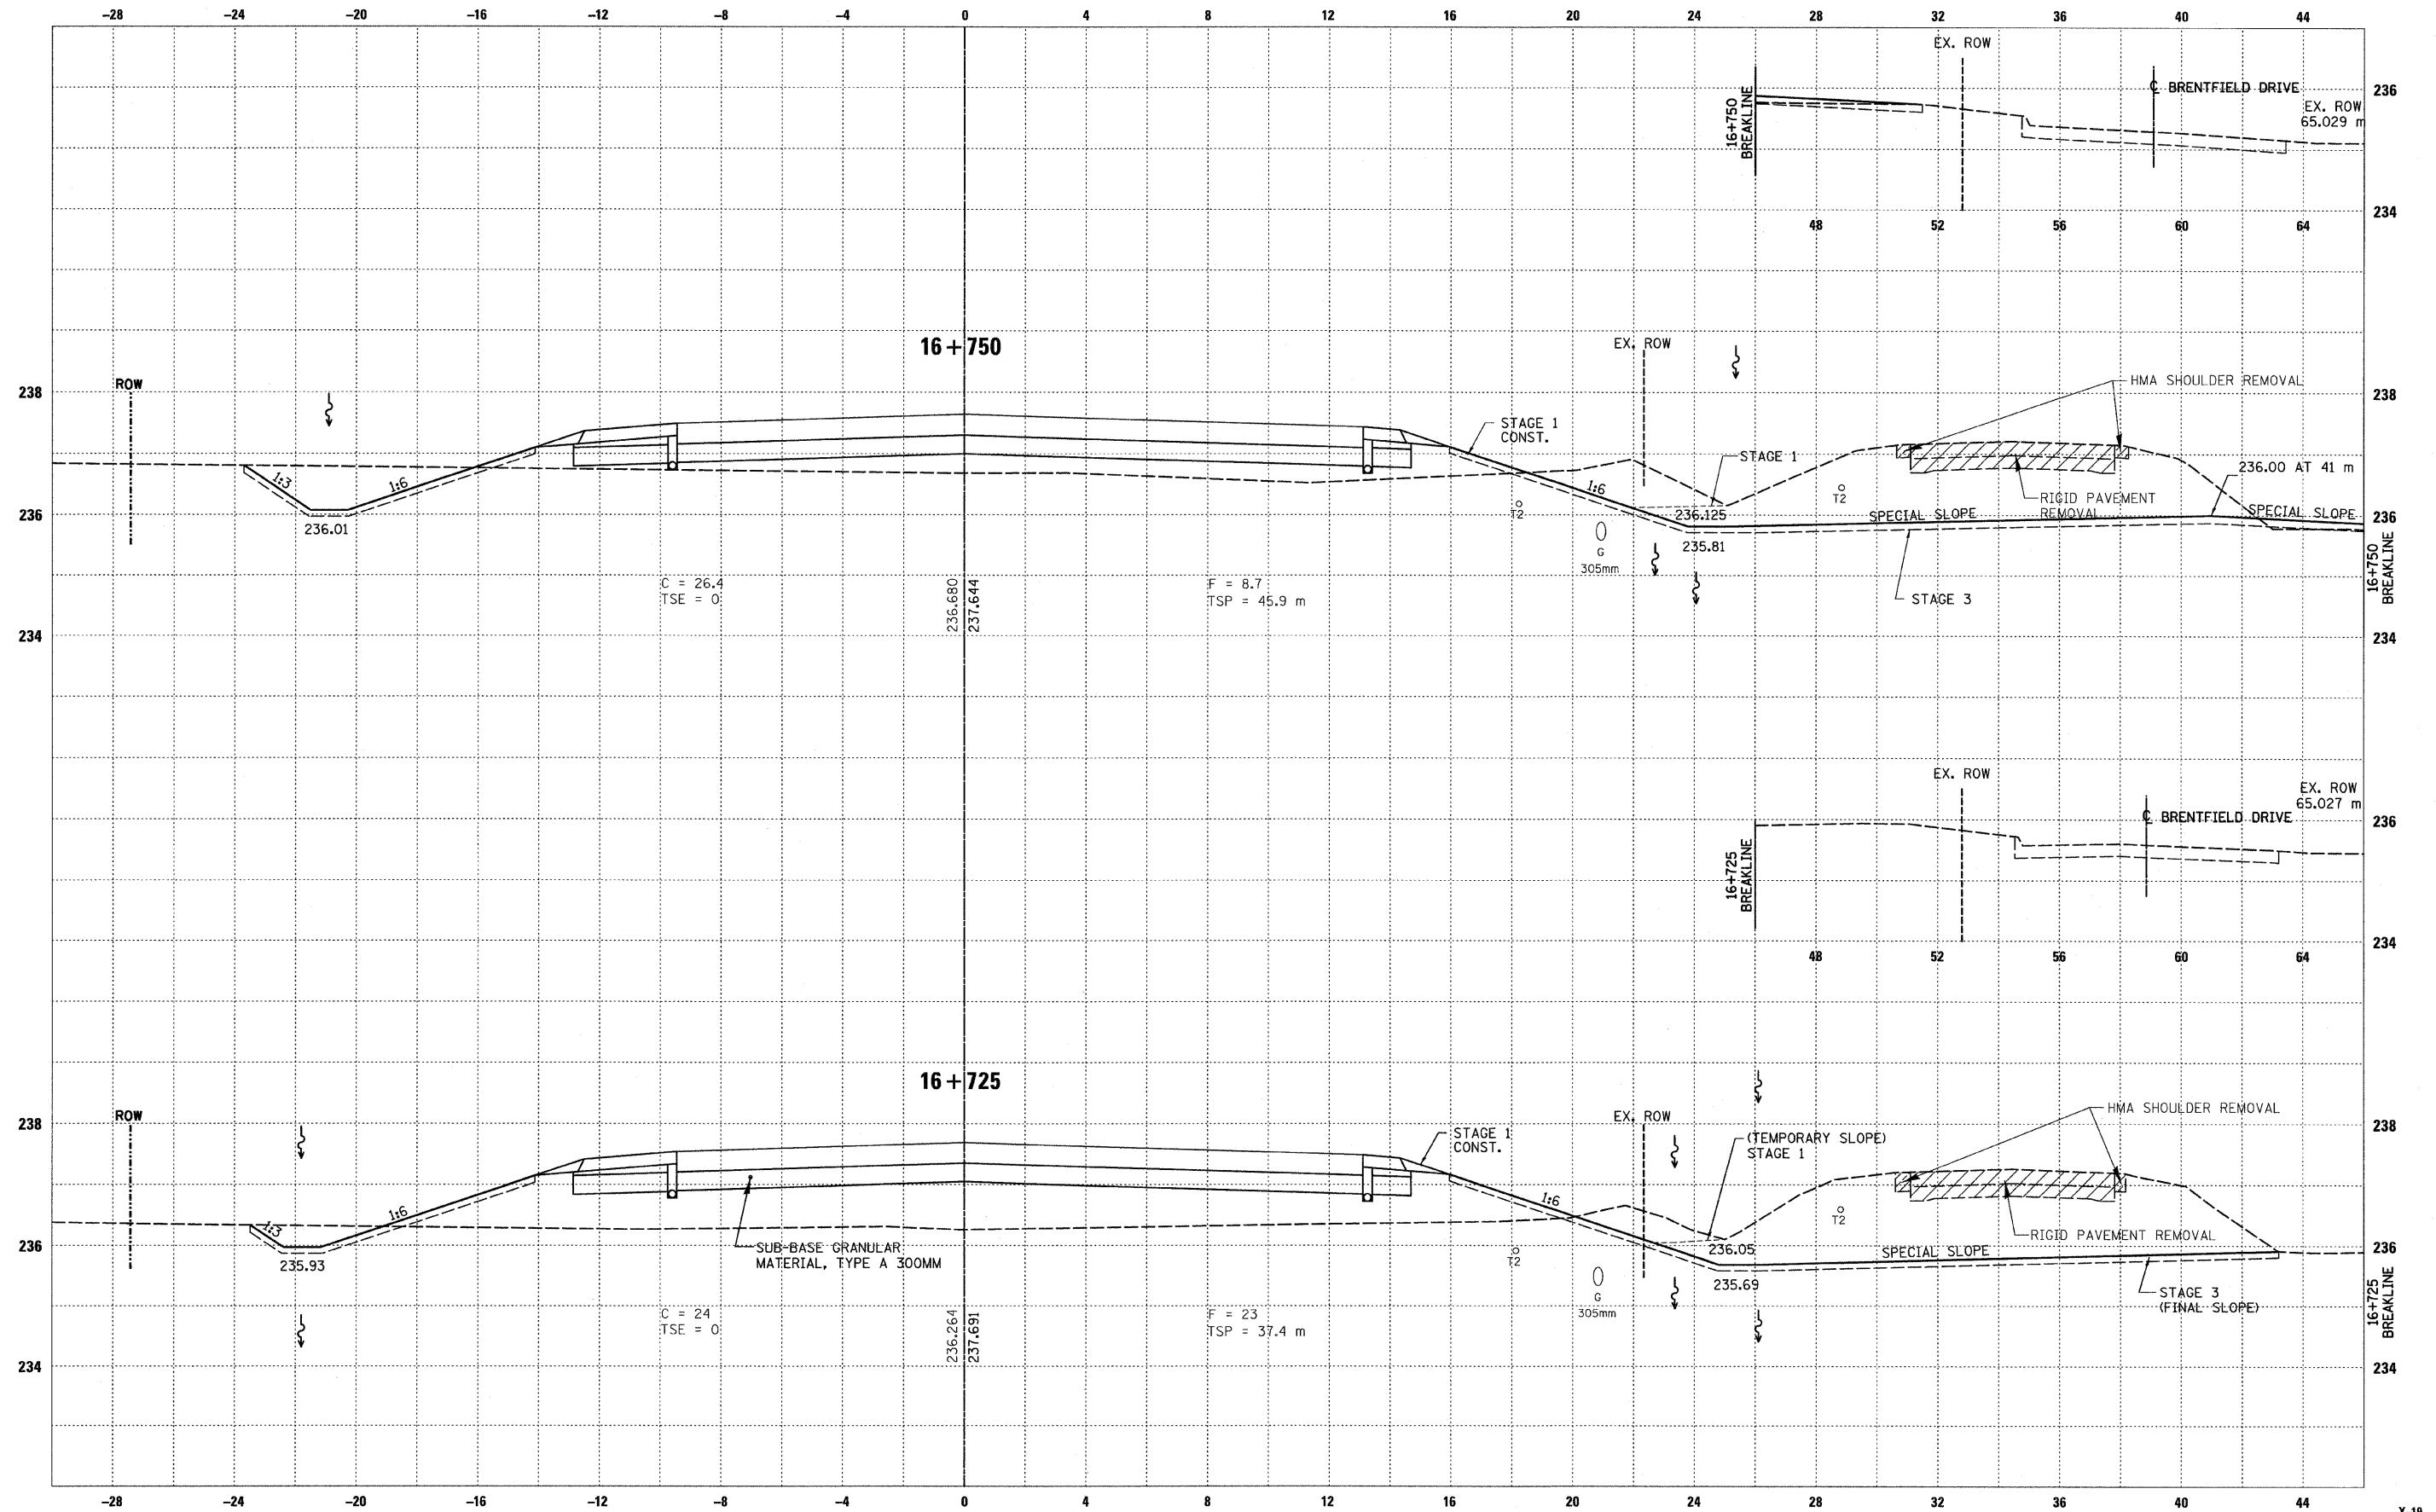 -28 -24 -20 -16 -12 -8 -4 0 4 8 12 16 20 24 28 32 36 40 44
EX. ROW
℄ BRENTFIELD DRIVE
236
EX. ROW
65.029 m
16+750
BREAKLINE
234
48 52 56 60 64
16+750
EX. ROW
ROW
238
HMA SHOULDER REMOVAL
238
STAGE 1
CONST.
STAGE 1
236.00 AT 41 m
1:3
1:6
1:6
T2
T2
RIGID PAVEMENT
REMOVAL
236
236.01
236.125
SPECIAL SLOPE
SPECIAL SLOPE
236
235.81
G
305mm
16+750
BREAKLINE
C = 26.4
TSE = 0
236.680
237.644
F = 8.7
TSP = 45.9 m
STAGE 3
234
234
EX. ROW
EX. ROW
65.027 m
℄ BRENTFIELD DRIVE
236
16+725
BREAKLINE
234
48 52 56 60 64
16+725
ROW
EX. ROW
HMA SHOULDER REMOVAL
238
238
STAGE 1
CONST.
(TEMPORARY SLOPE)
STAGE 1
1:3
1:6
1:6
T2
T2
RIGID PAVEMENT REMOVAL
236
SUB-BASE GRANULAR
MATERIAL, TYPE A 300MM
236.05
SPECIAL SLOPE
236
235.93
235.69
G
305mm
STAGE 3
(FINAL SLOPE)
16+725
BREAKLINE
C = 24
TSE = 0
236.264
237.691
F = 23
TSP = 37.4 m
234
234
-28 -24 -20 -16 -12 -8 -4 0 4 8 12 16 20 24 28 32 36 40 44